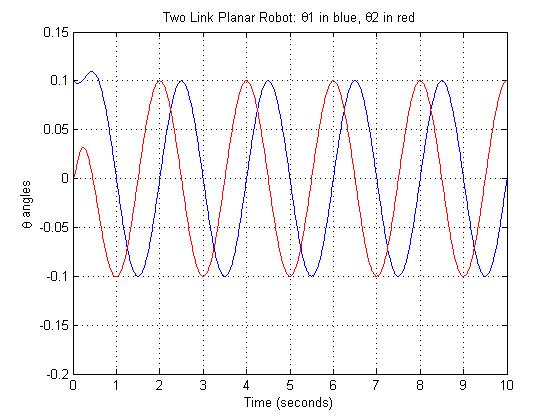 Two Link Planar Robot: θ1 in blue, θ2 in red
0.15
0.1
0.05
0
-0.05
-0.1
-0.15
-0.2
θ angles
0 1 2 3 4 5 6 7 8 9 10
Time (seconds)